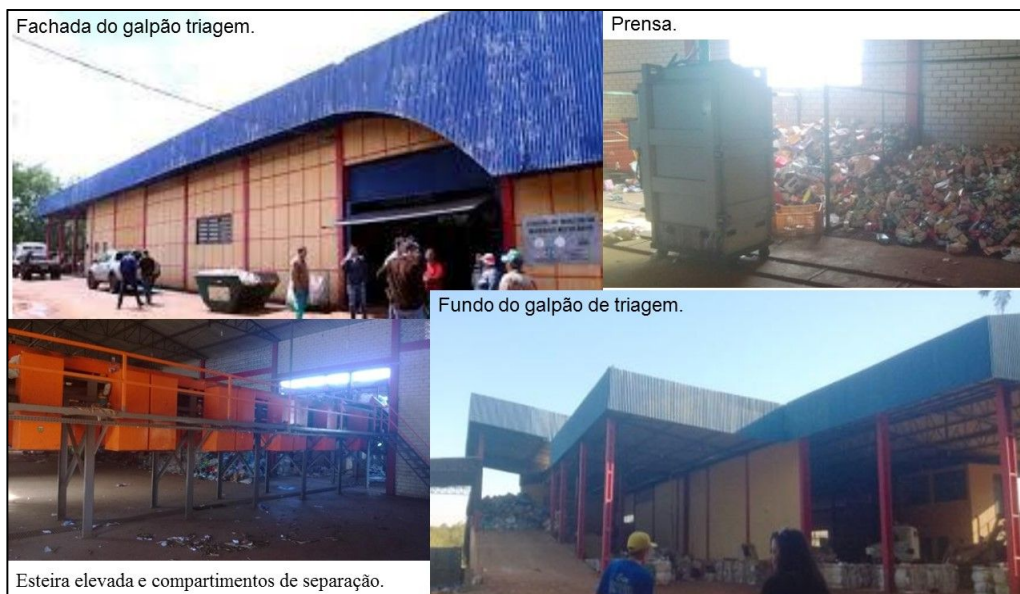 Fachada do galpão triagem.
Prensa.
Fundo do galpão de triagem.
Esteira elevada e compartimentos de separação.